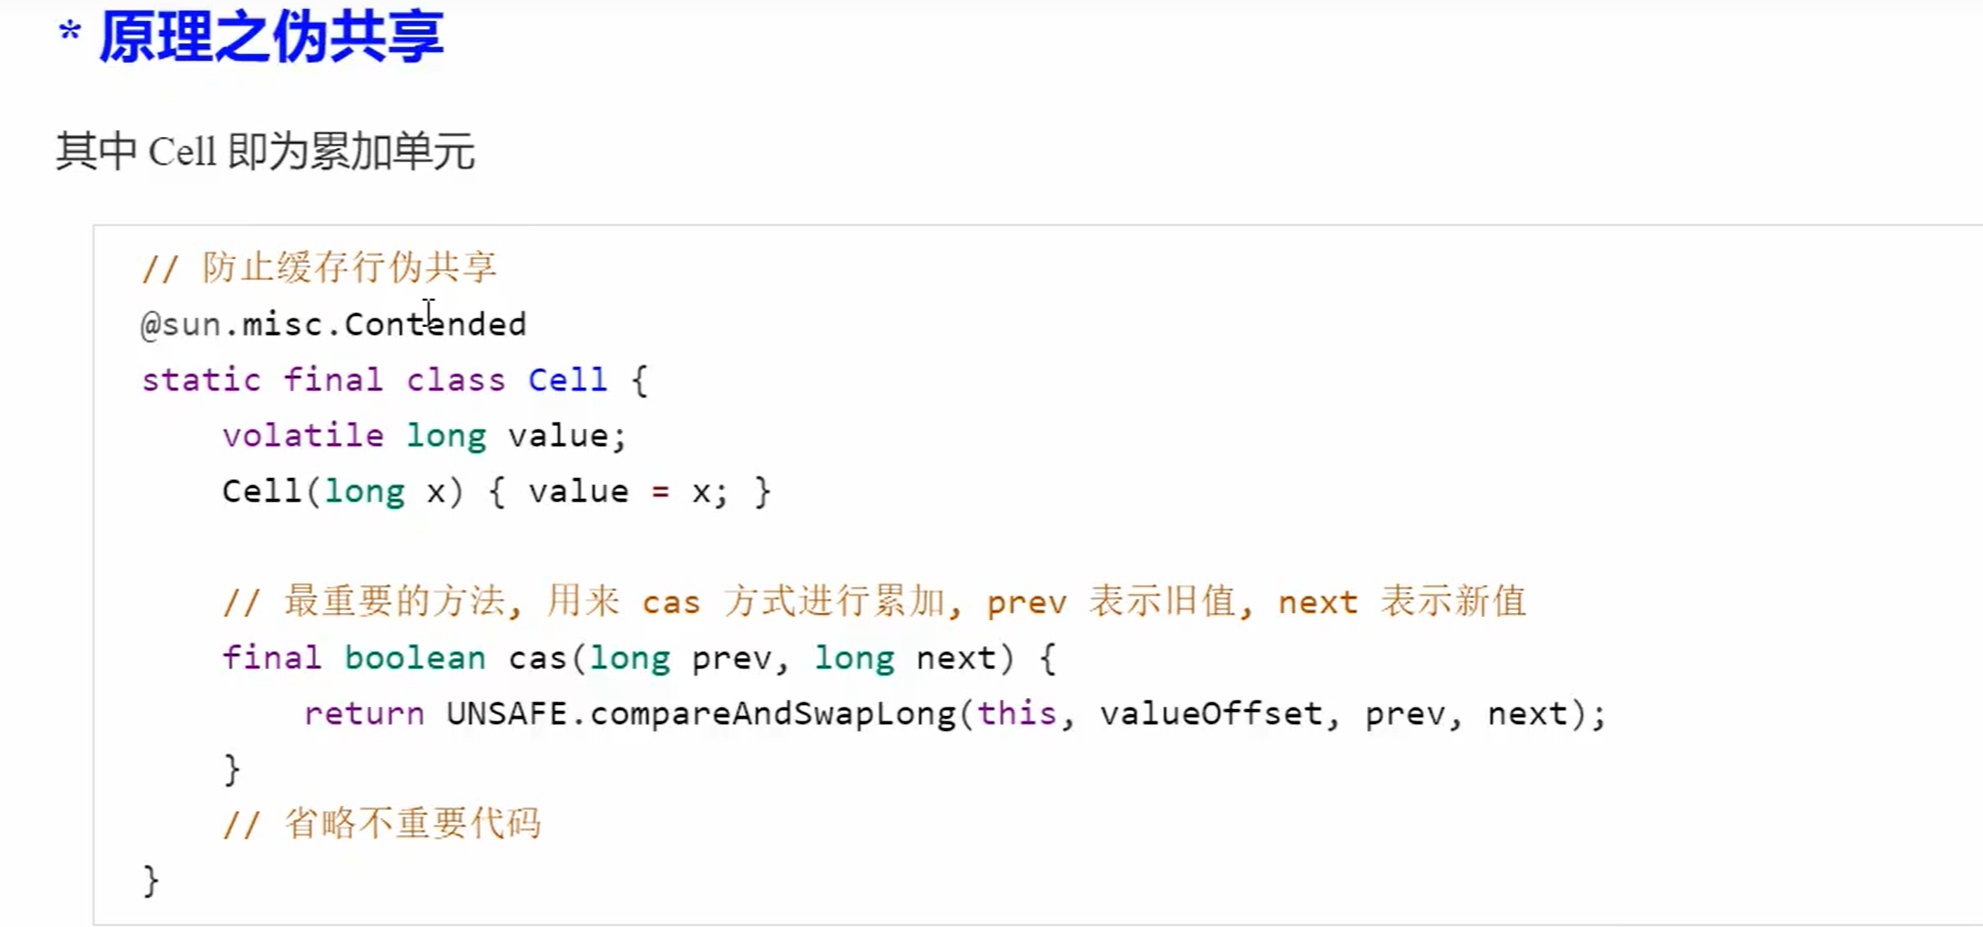 * 原理之伪共享
其中 Cell 即为累加单元
// 防止缓存行伪共享
@sun.misc.Contended
static final class Cell {
    volatile long value;
    Cell(long x) { value = x; }
    // 最重要的方法, 用来 cas 方式进行累加, prev 表示旧值, next 表示新值
    final boolean cas(long prev, long next) {
        return UNSAFE.compareAndSwapLong(this, valueOffset, prev, next);
    }
    // 省略不重要代码
}